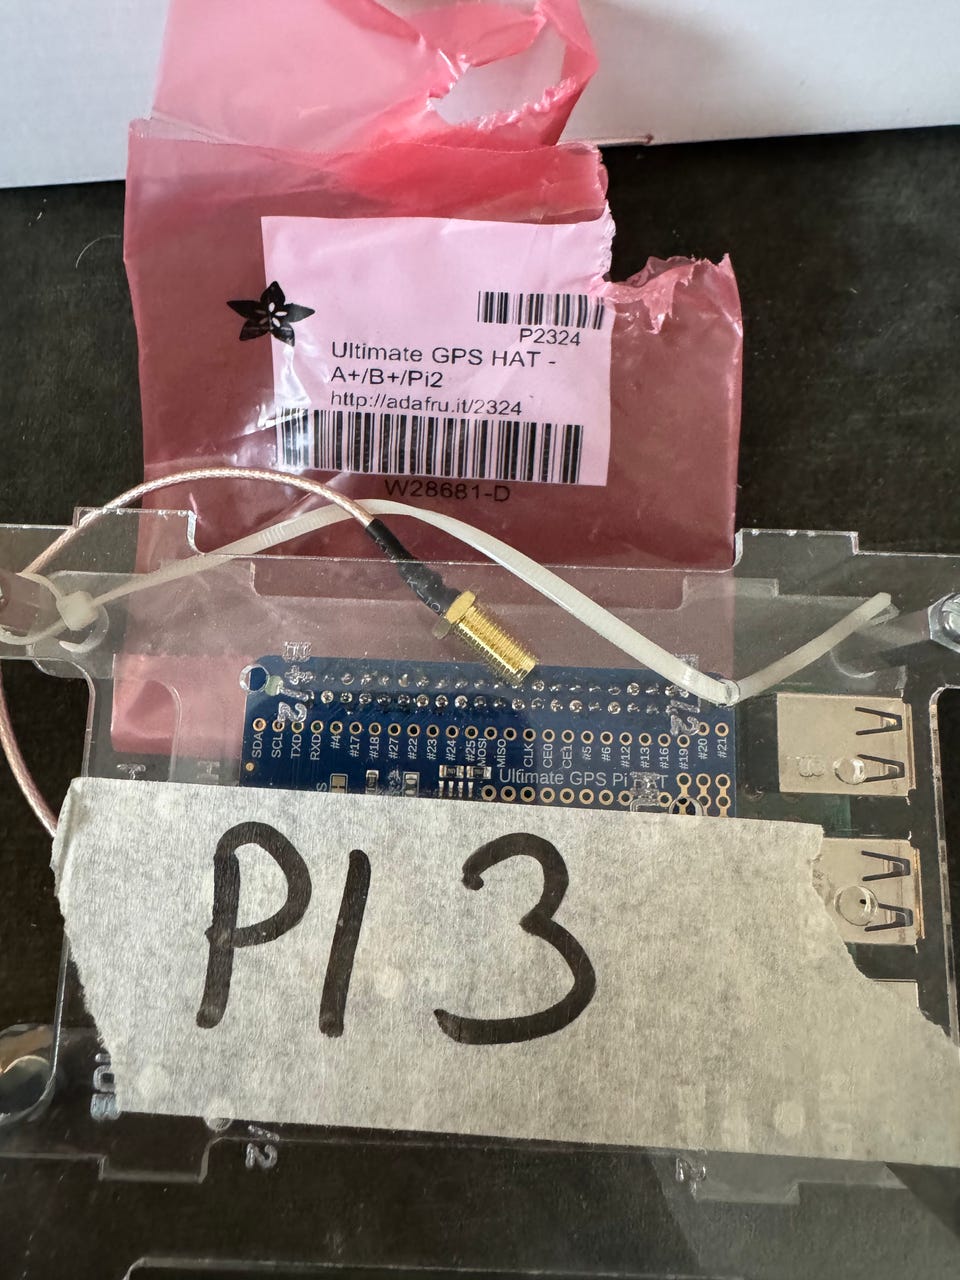 P2324
Ultimate GPS HAT -
A+/B+/Pi2
http://adafru.it/2324
W28681-D
SDA
SCL
TXD
RXD
#4
#17
#18
#27
#22
#23
#24
#25
MOSI
MISO
CLK
CE0
CE1
#5
#6
#12
#13
#16
#19
#20
#21
Ultimate GPS Pi
PI 3